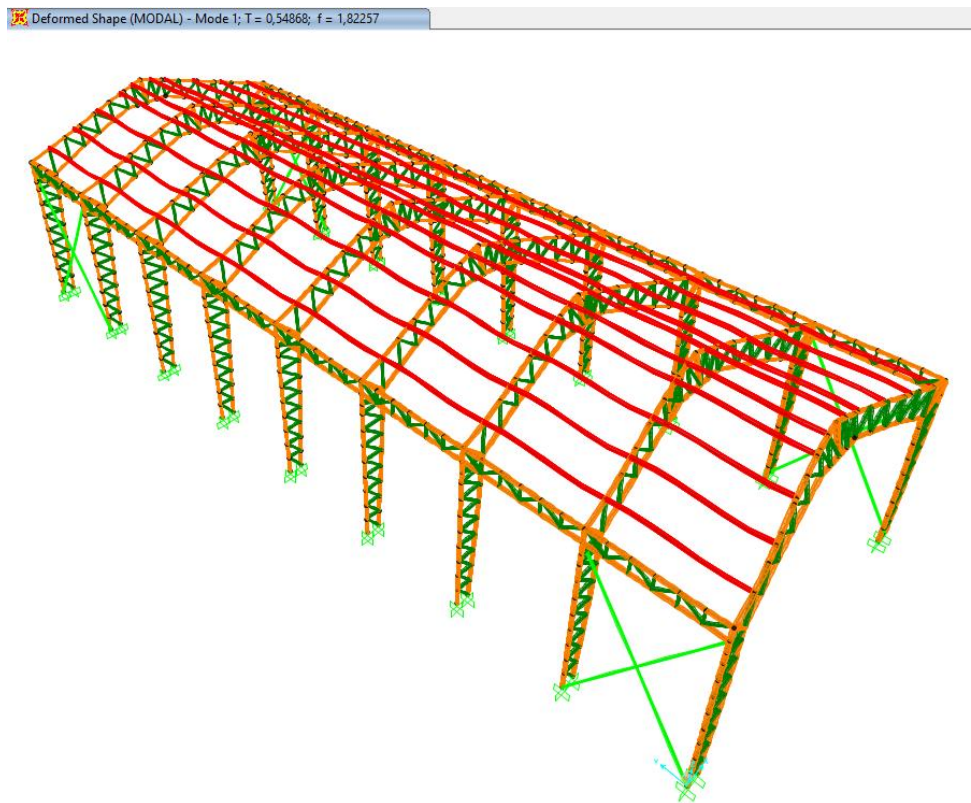 Deformed Shape (MODAL) - Mode 1; T = 0,54868; f = 1,82257